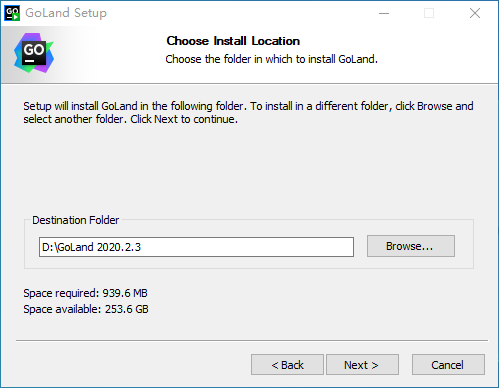 GO
GoLand Setup
GO
Choose Install Location
Choose the folder in which to install GoLand.
Setup will install GoLand in the following folder. To install in a different folder, click Browse and
select another folder. Click Next to continue.
Destination Folder
D:\GoLand 2020.2.3
Browse...
Space required: 939.6 MB
Space available: 253.6 GB
< Back
Next >
Cancel